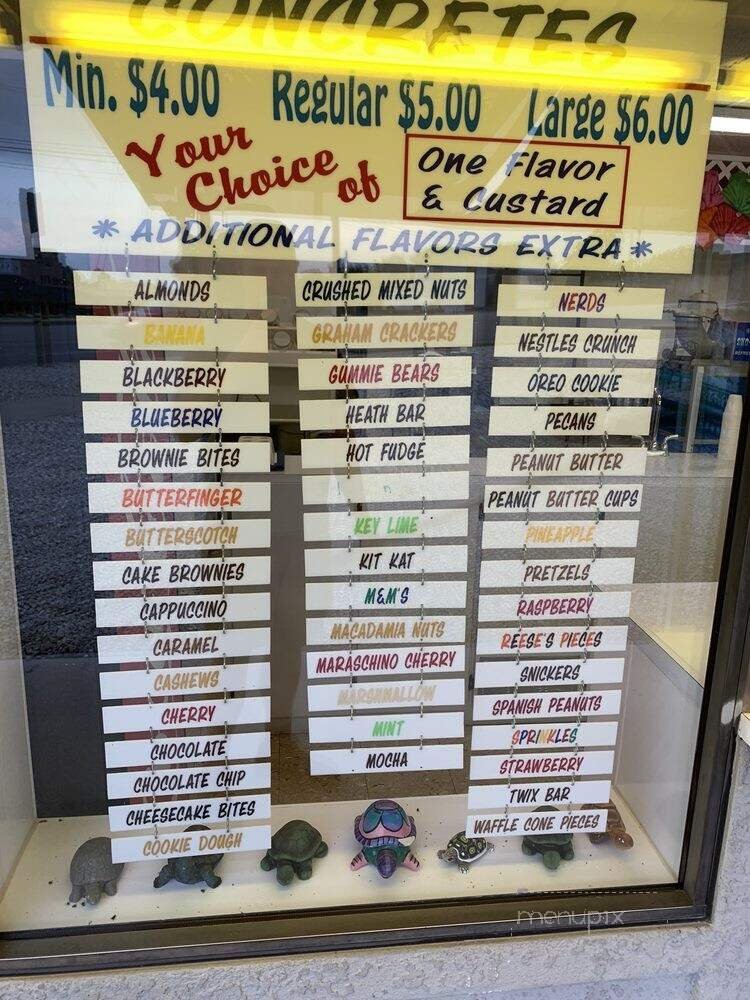 CONCRETES
Min. $4.00 Regular $5.00 Large $6.00
Your Choice of
One Flavor & Custard
* ADDITIONAL FLAVORS EXTRA *
ALMONDS
BANANA
BLACKBERRY
BLUEBERRY
BROWNIE BITES
BUTTERFINGER
BUTTERSCOTCH
CAKE BROWNIES
CAPPUCCINO
CARAMEL
CASHEWS
CHERRY
CHOCOLATE
CHOCOLATE CHIP
CHEESECAKE BITES
COOKIE DOUGH
CRUSHED MIXED NUTS
GRAHAM CRACKERS
GUMMIE BEARS
HEATH BAR
HOT FUDGE
KEY LIME
KIT KAT
M&M'S
MACADAMIA NUTS
MARASCHINO CHERRY
MARSHMALLOW
MINT
MOCHA
NERDS
NESTLES CRUNCH
OREO COOKIE
PECANS
PEANUT BUTTER
PEANUT BUTTER CUPS
PINEAPPLE
PRETZELS
RASPBERRY
REESE'S PIECES
SNICKERS
SPANISH PEANUTS
SPRINKLES
STRAWBERRY
TWIX BAR
WAFFLE CONE PIECES
menupix